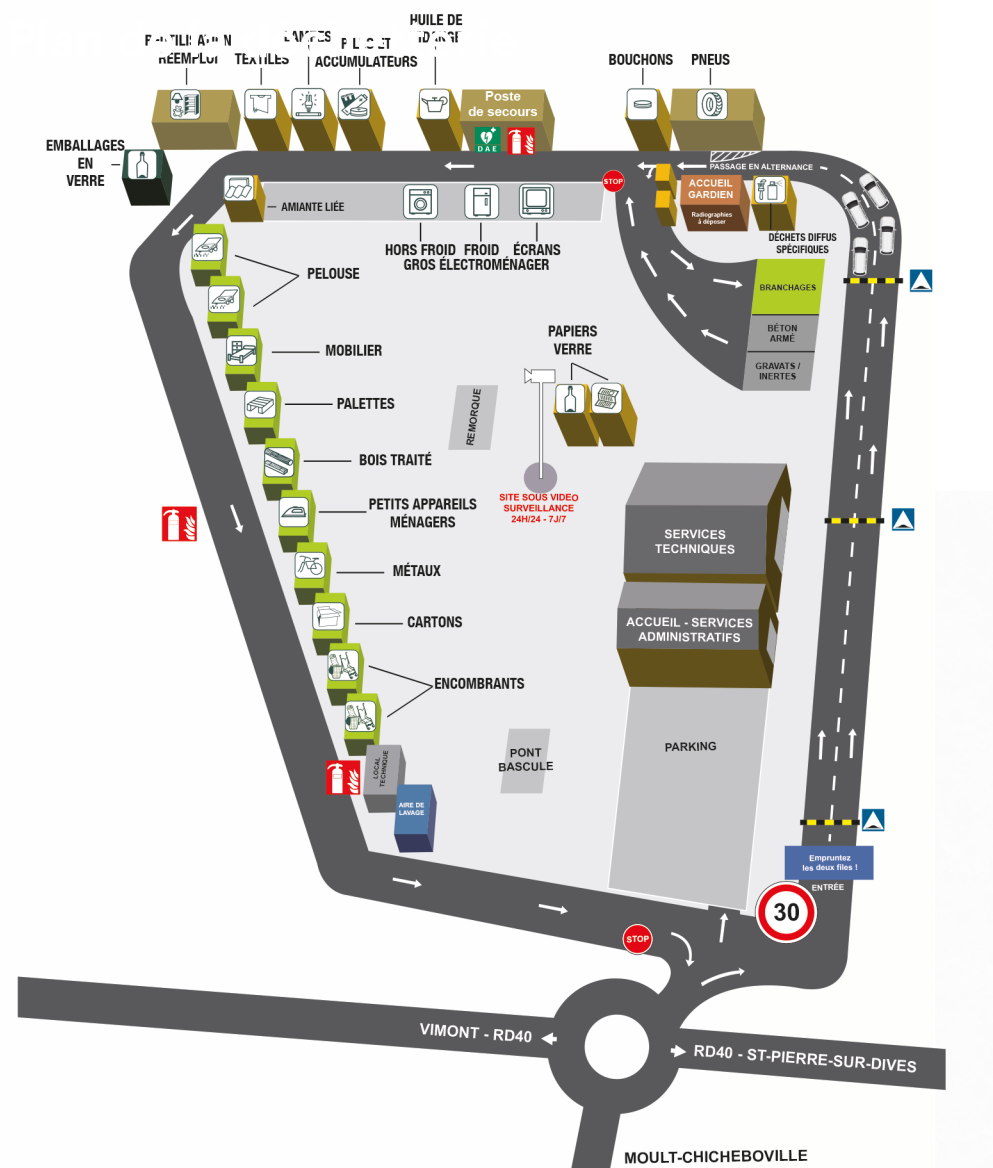 HUILE DE
LAMPES
RÉEMPLOI
TEXTILES
ACCUMULATEURS
BOUCHONS
PNEUS
Poste
de secours
DAE
EMBALLAGES
EN
VERRE
PASSAGE EN ALTERNANCE
STOP
ACCUEIL
GARDIEN
Radiographies
à déposer
DÉCHETS DIFFUS
SPÉCIFIQUES
AMIANTE LIÉE
HORS FROID
FROID
ÉCRANS
GROS ÉLECTROMÉNAGER
PELOUSE
BRANCHAGES
BÉTON
ARMÉ
GRAVATS /
INERTES
PAPIERS
VERRE
MOBILIER
PALETTES
REMORQUE
BOIS TRAITÉ
SITE SOUS VIDEO
SURVEILLANCE
24H/24 - 7J/7
PETITS APPAREILS
MÉNAGERS
SERVICES
TECHNIQUES
MÉTAUX
CARTONS
ACCUEIL - SERVICES
ADMINISTRATIFS
ENCOMBRANTS
LOCAL
TECHNIQUE
PONT
BASCULE
PARKING
AIRE DE
LAVAGE
Empruntez
les deux files !
ENTRÉE
30
STOP
VIMONT - RD40
RD40 - ST-PIERRE-SUR-DIVES
MOULT-CHICHEBOVILLE